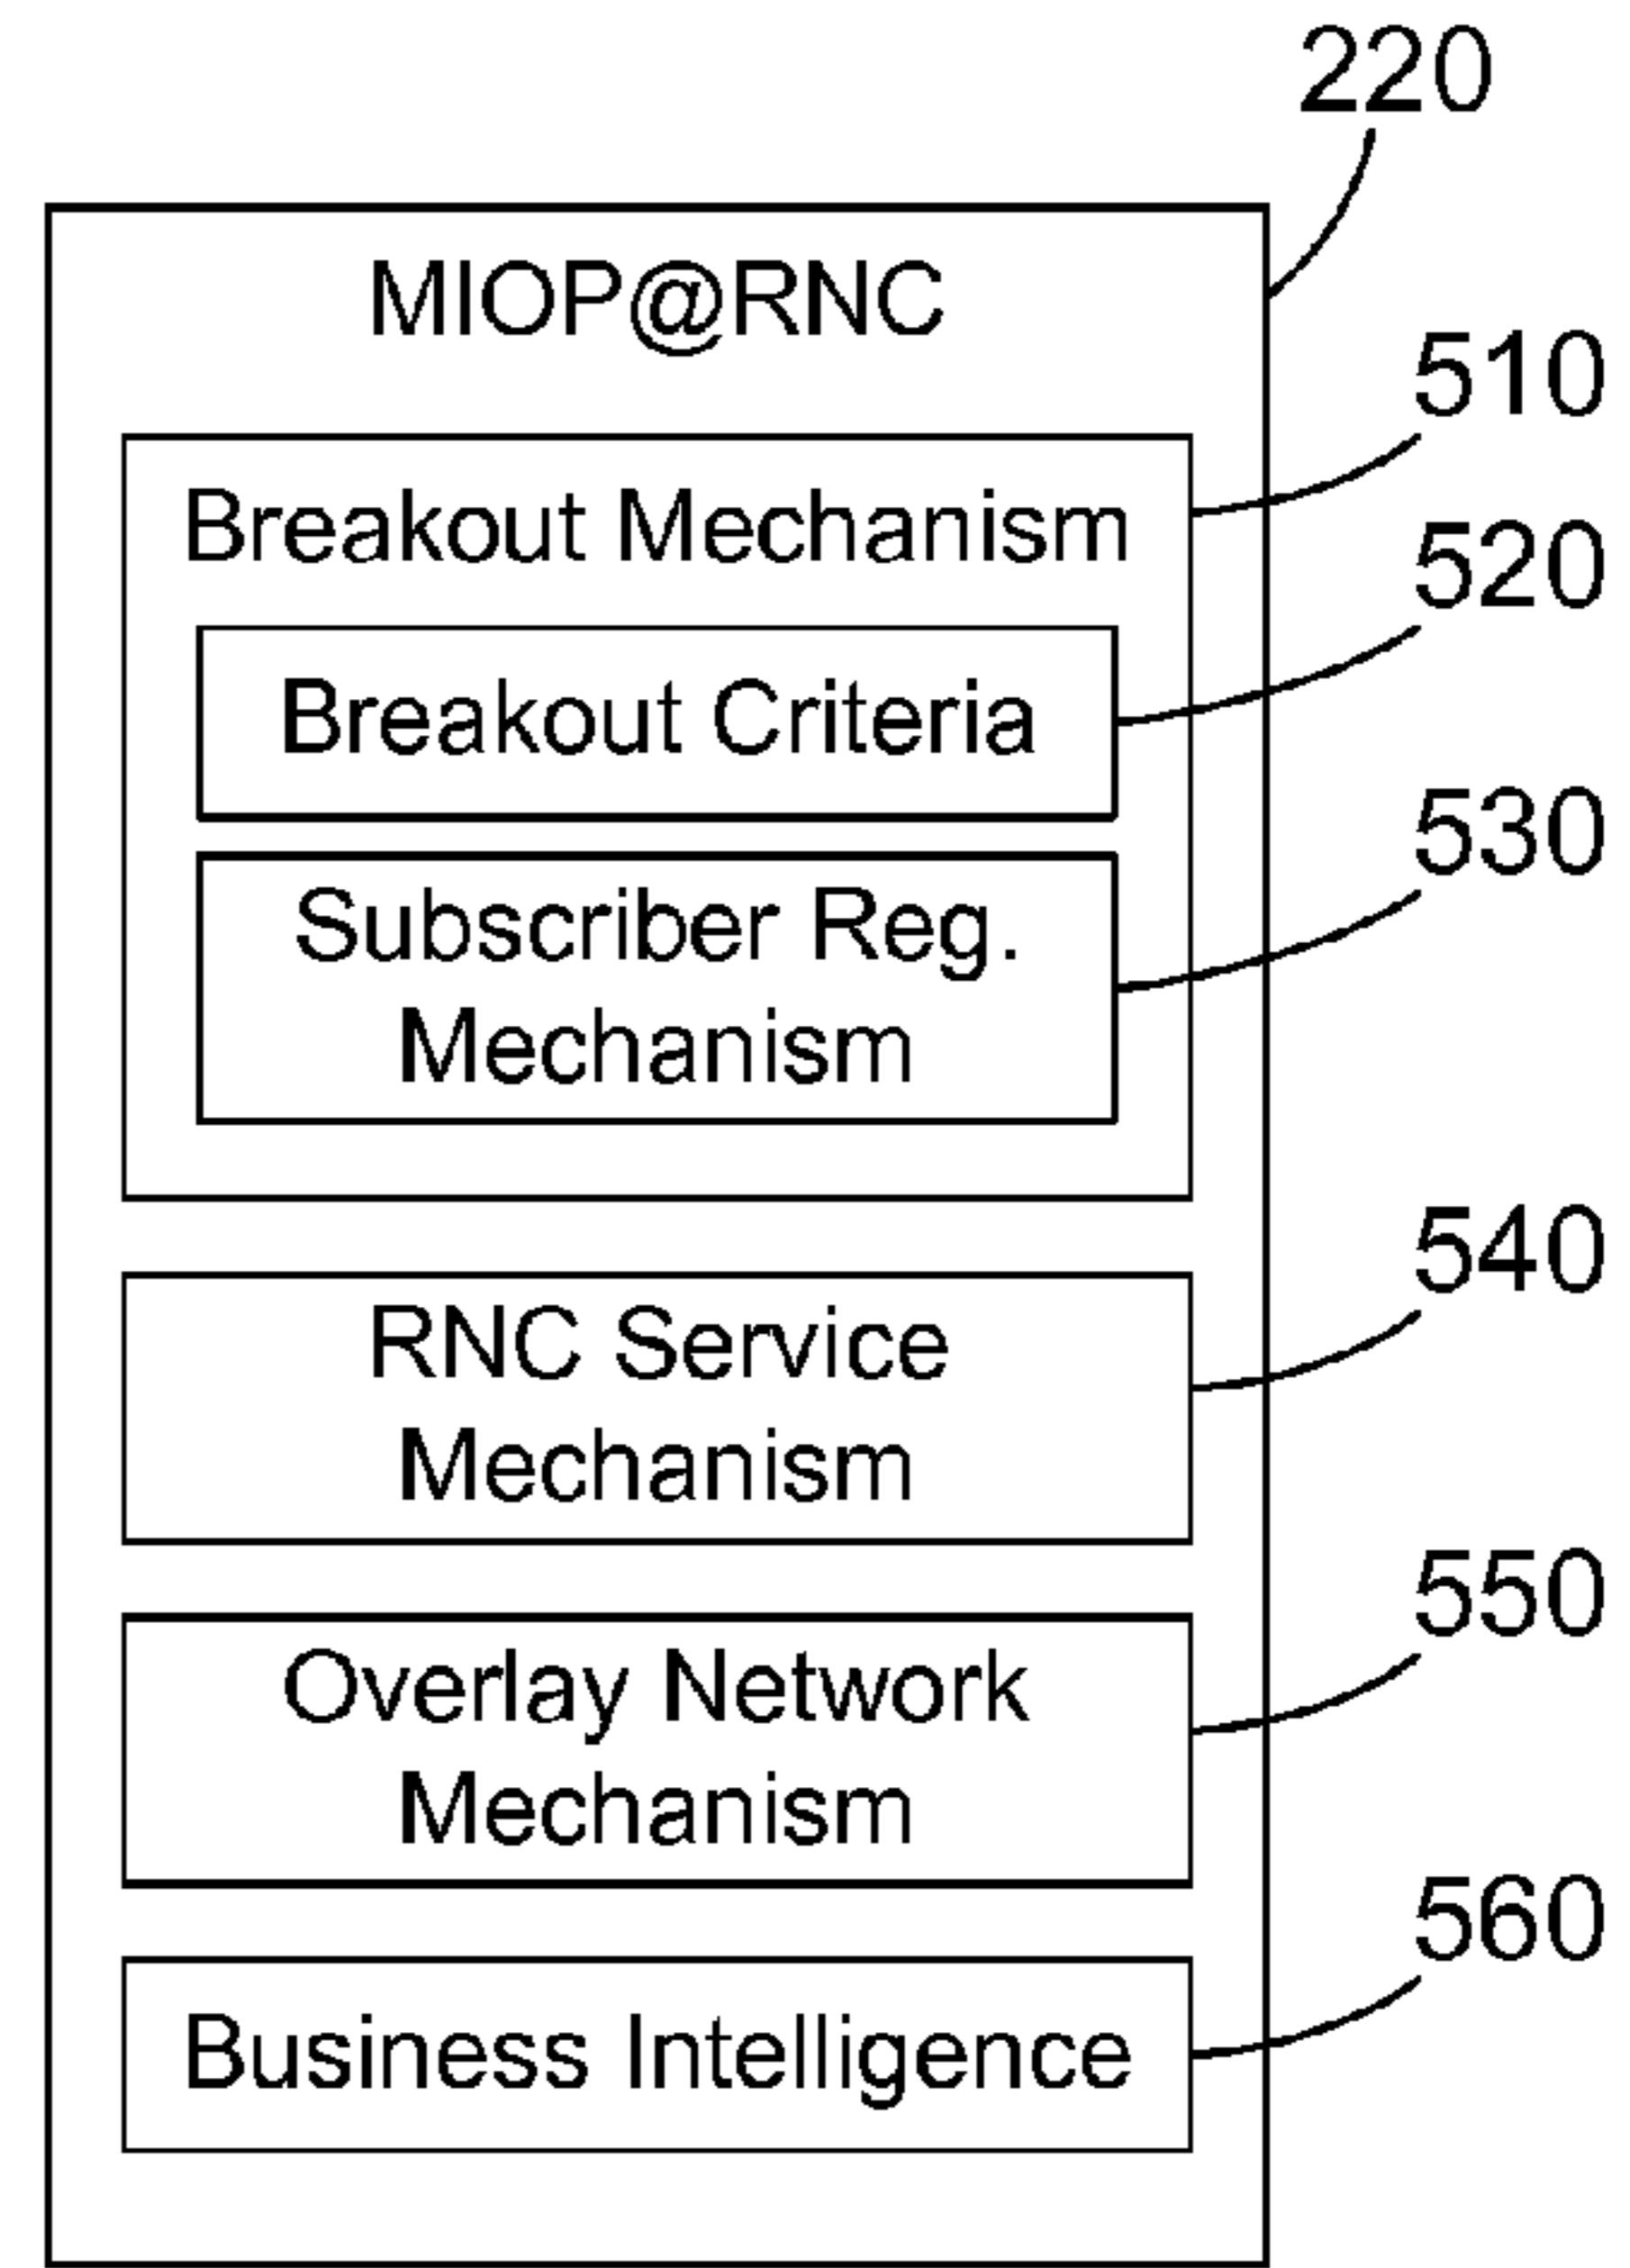 220
MIOP@RNC
510
Breakout Mechanism
520
Breakout Criteria
530
Subscriber Reg.
Mechanism
540
RNC Service
Mechanism
550
Overlay Network
Mechanism
560
Business Intelligence